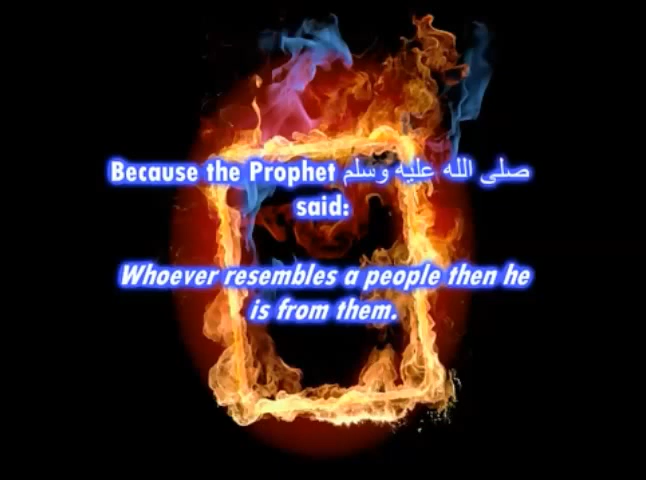 Because the Prophet صلى الله عليه وسلم
said:
Whoever resembles a people then he
is from them.